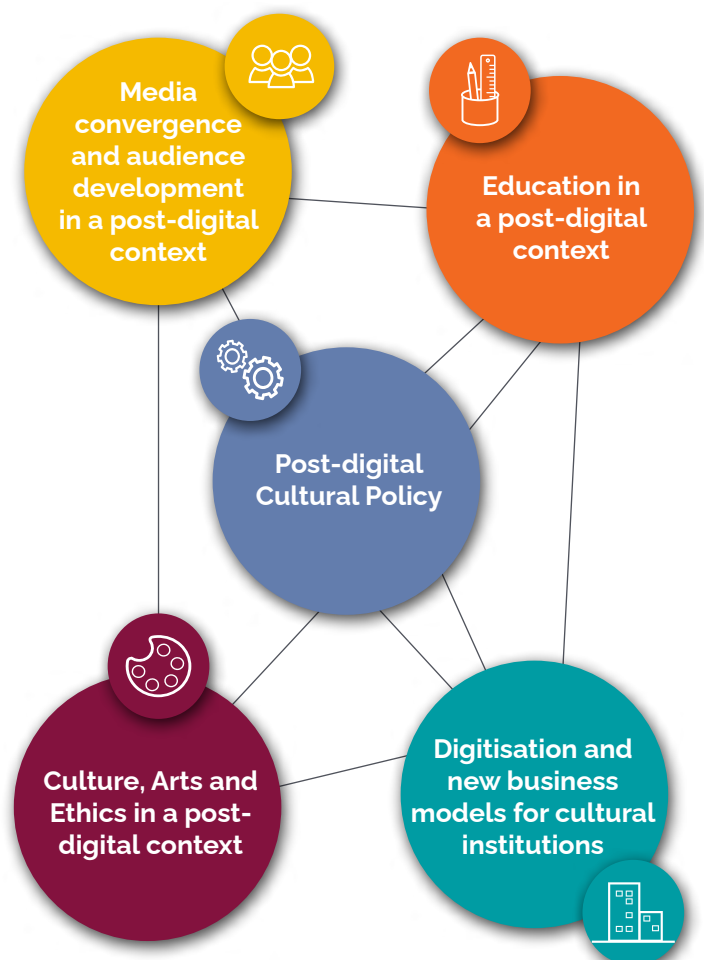 Media
convergence
and audience
development
in a post-digital
context
Education in
a post-digital
context
Post-digital
Cultural Policy
Culture, Arts and
Ethics in a post-
digital context
Digitisation and
new business
models for cultural
institutions